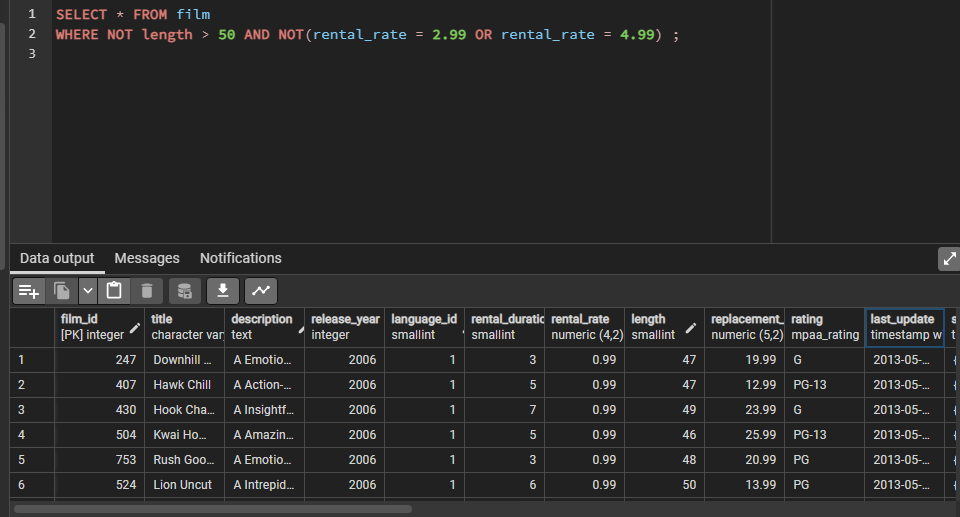 1 SELECT * FROM film
2 WHERE NOT length > 50 AND NOT(rental_rate = 2.99 OR rental_rate = 4.99) ;
3
Data output Messages Notifications
film_id title description release_year language_id rental_duratic rental_rate length replacement_ rating last_update s
[PK] integer character var text integer smallint smallint numeric (4,2) smallint numeric (5,2) mpaa_rating timestamp w t
1 247 Downhill ... A Emotio... 2006 1 3 0.99 47 19.99 G 2013-05-... {
2 407 Hawk Chill A Action-... 2006 1 5 0.99 47 12.99 PG-13 2013-05-... {
3 430 Hook Cha... A Insightf... 2006 1 7 0.99 49 23.99 G 2013-05-... {
4 504 Kwai Ho... A Amazin... 2006 1 5 0.99 46 25.99 PG-13 2013-05-... {
5 753 Rush Goo... A Emotio... 2006 1 3 0.99 48 20.99 PG 2013-05-... {
6 524 Lion Uncut A Intrepid... 2006 1 6 0.99 50 13.99 PG 2013-05-... {